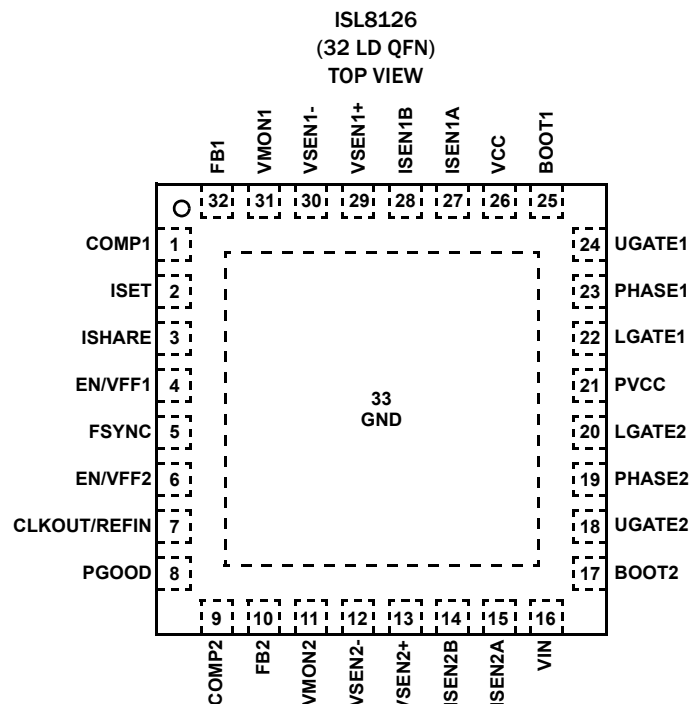 ISL8126
(32 LD QFN)
TOP VIEW
FB1
VMON1
VSEN1-
VSEN1+
ISEN1B
ISEN1A
VCC
BOOT1
32 31 30 29 28 27 26 25
COMP1 1
ISET 2
ISHARE 3
EN/VFF1 4
FSYNC 5
EN/VFF2 6
CLKOUT/REFIN 7
PGOOD 8
33
GND
24 UGATE1
23 PHASE1
22 LGATE1
21 PVCC
20 LGATE2
19 PHASE2
18 UGATE2
17 BOOT2
9 10 11 12 13 14 15 16
COMP2
FB2
VMON2
VSEN2-
VSEN2+
ISEN2B
ISEN2A
VIN